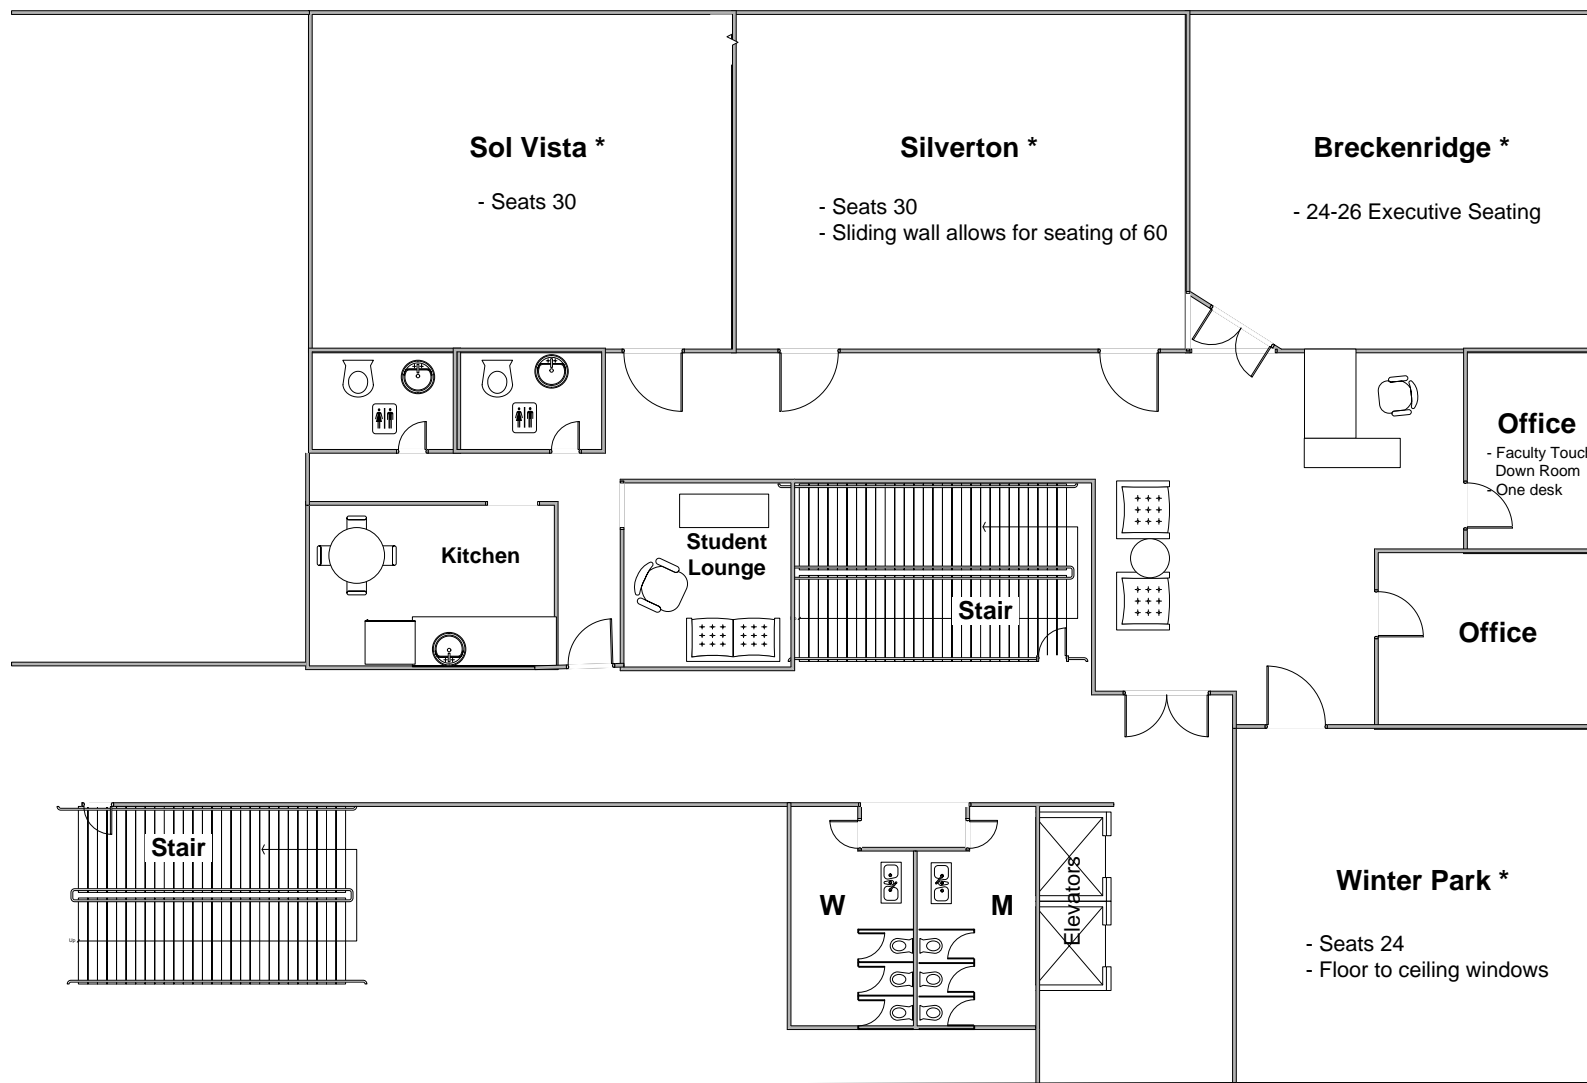 Sol Vista *
- Seats 30
Silverton *
- Seats 30
- Sliding wall allows for seating of 60
Breckenridge *
- 24-26 Executive Seating
Office
- Faculty Touch
Down Room
- One desk
Kitchen
Student
Lounge
Stair
Office
Stair
Up
W
M
Elevators
Winter Park *
- Seats 24
- Floor to ceiling windows